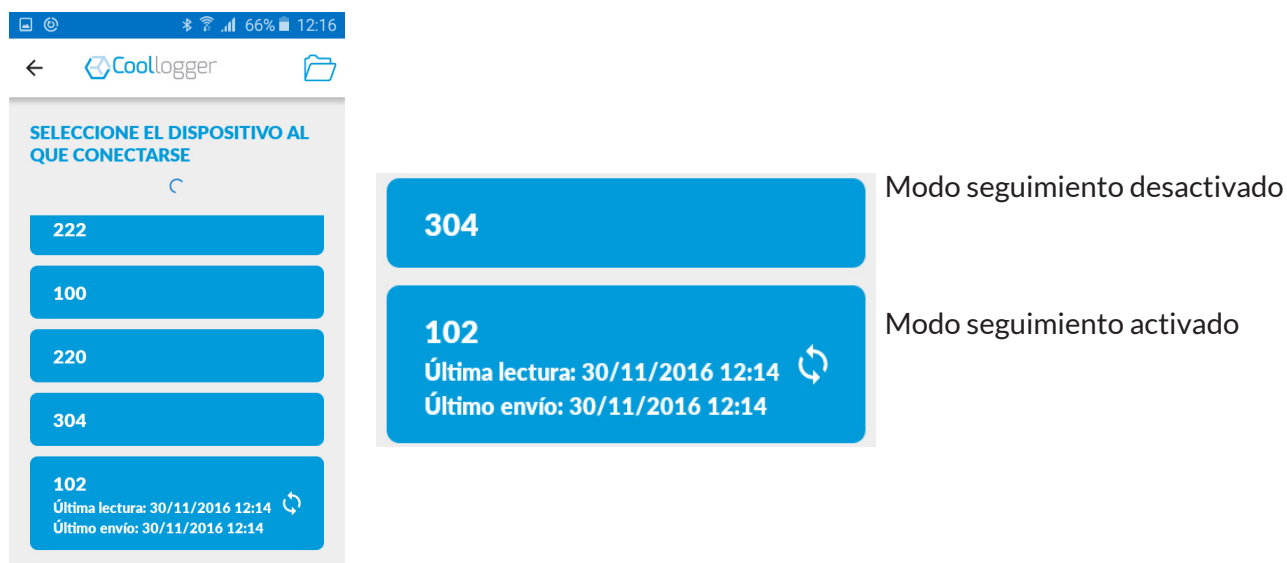 66% 12:16
Coollogger
SELECCIONE EL DISPOSITIVO AL
QUE CONECTARSE
222
100
220
304
102
Última lectura: 30/11/2016 12:14
Último envío: 30/11/2016 12:14
304
Modo seguimiento desactivado
102
Última lectura: 30/11/2016 12:14
Último envío: 30/11/2016 12:14
Modo seguimiento activado